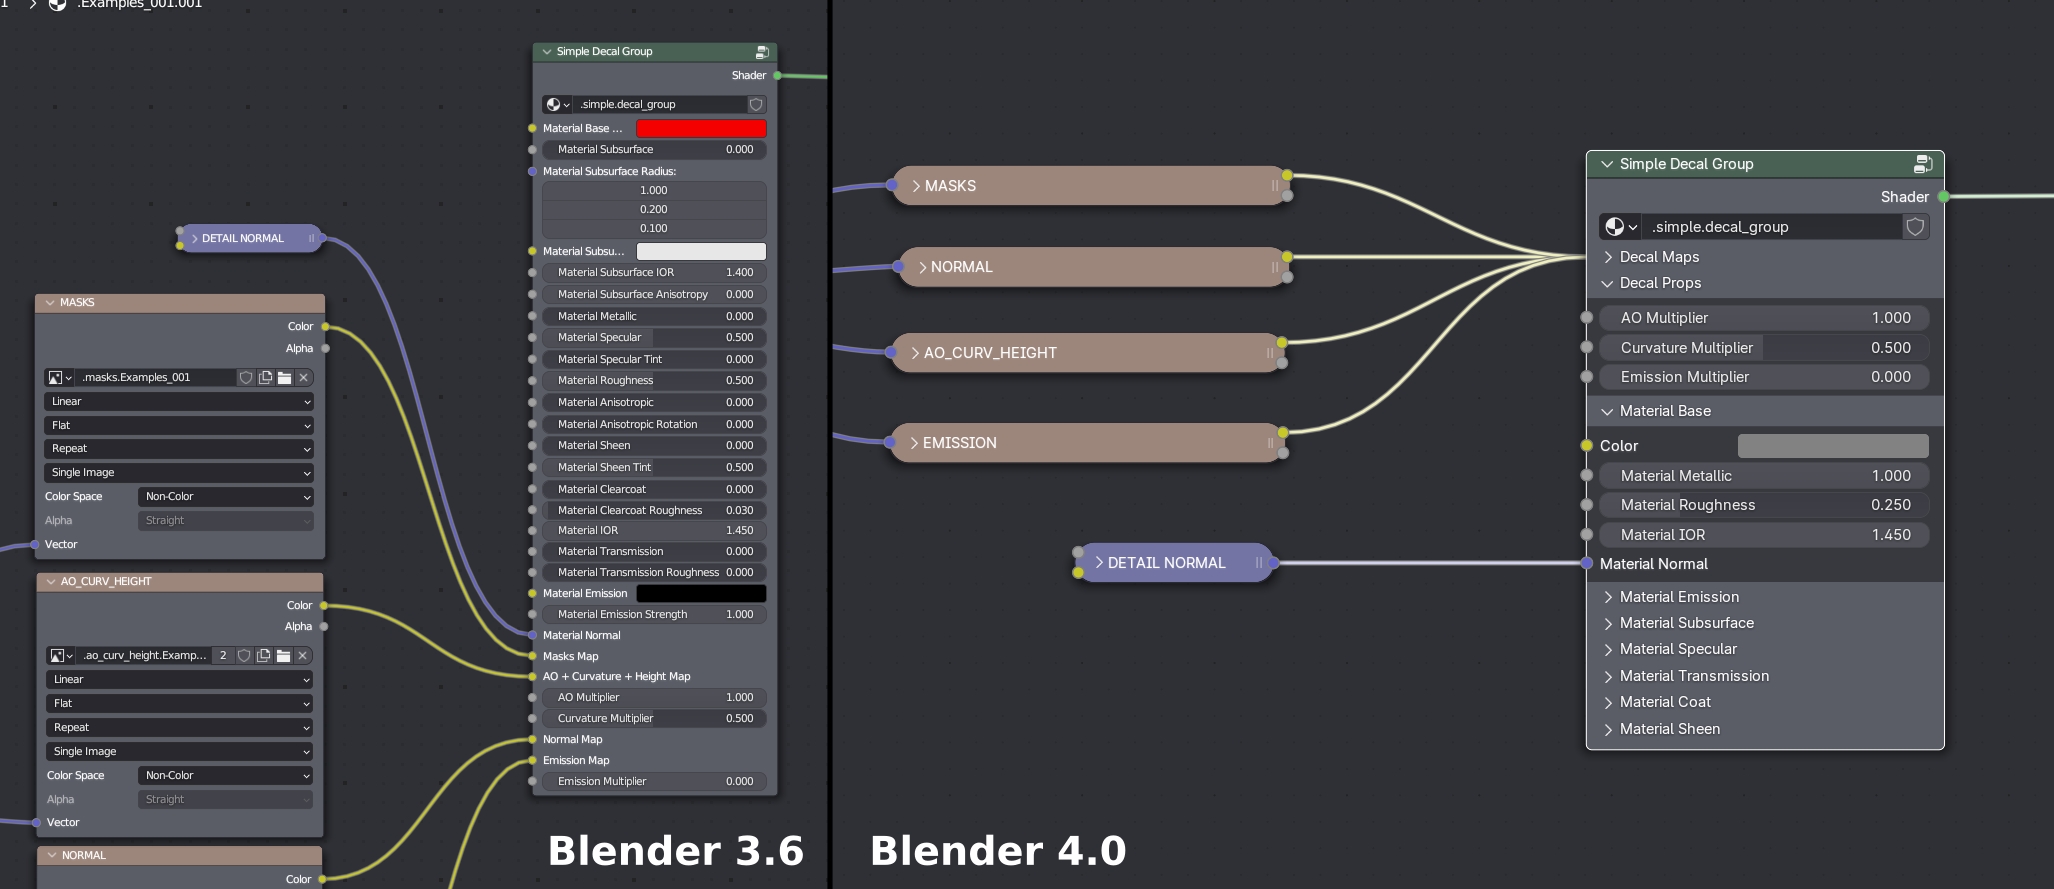 1 > .Examples_001.001
DETAIL NORMAL
MASKS
Color
Alpha
.masks.Examples_001
Linear
Flat
Repeat
Single Image
Color Space Non-Color
Alpha Straight
Vector
AO_CURV_HEIGHT
Color
Alpha
.ao_curv_height.Examp... 2
Linear
Flat
Repeat
Single Image
Color Space Non-Color
Alpha Straight
Vector
NORMAL
Color
Simple Decal Group
Shader
.simple.decal_group
Material Base ...
Material Subsurface 0.000
Material Subsurface Radius:
1.000
0.200
0.100
Material Subsu...
Material Subsurface IOR 1.400
Material Subsurface Anisotropy 0.000
Material Metallic 0.000
Material Specular 0.500
Material Specular Tint 0.000
Material Roughness 0.500
Material Anisotropic 0.000
Material Anisotropic Rotation 0.000
Material Sheen 0.000
Material Sheen Tint 0.500
Material Clearcoat 0.000
Material Clearcoat Roughness 0.030
Material IOR 1.450
Material Transmission 0.000
Material Transmission Roughness 0.000
Material Emission
Material Emission Strength 1.000
Material Normal
Masks Map
AO + Curvature + Height Map
AO Multiplier 1.000
Curvature Multiplier 0.500
Normal Map
Emission Map
Emission Multiplier 0.000
Blender 3.6
MASKS
NORMAL
AO_CURV_HEIGHT
EMISSION
DETAIL NORMAL
Simple Decal Group
Shader
.simple.decal_group
Decal Maps
Decal Props
AO Multiplier 1.000
Curvature Multiplier 0.500
Emission Multiplier 0.000
Material Base
Color
Material Metallic 1.000
Material Roughness 0.250
Material IOR 1.450
Material Normal
Material Emission
Material Subsurface
Material Specular
Material Transmission
Material Coat
Material Sheen
Blender 4.0